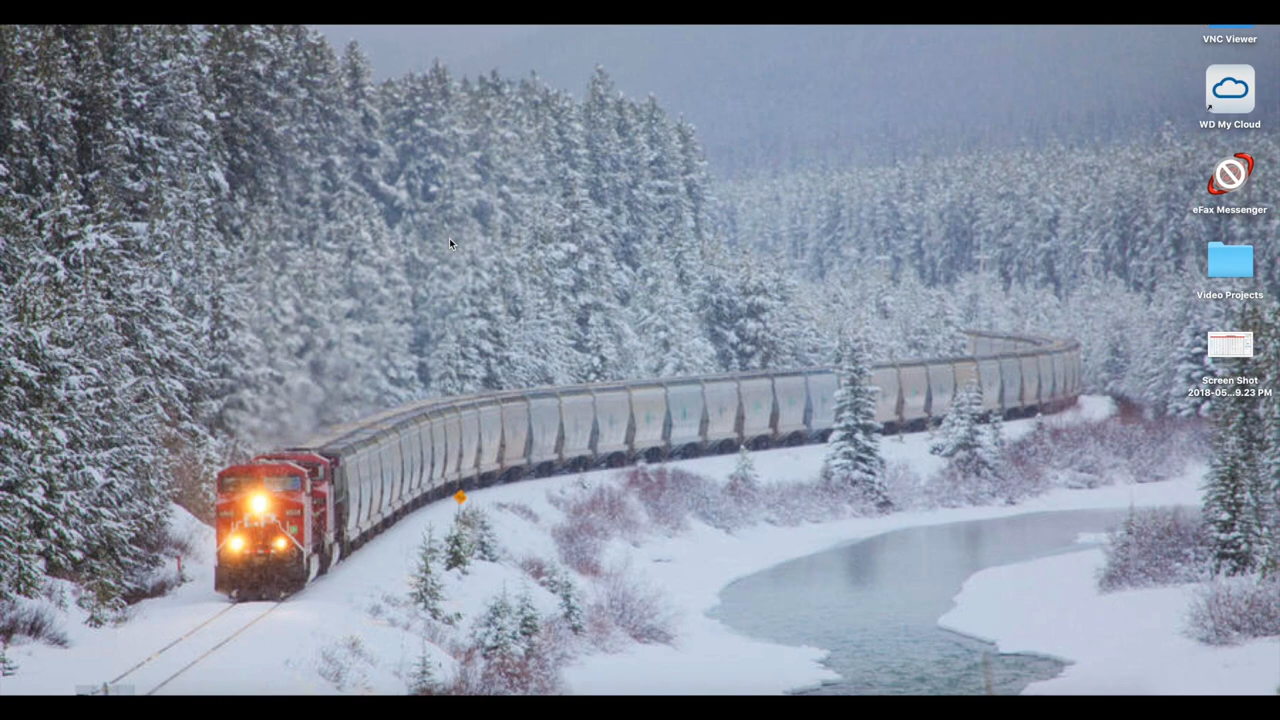 VNC Viewer
WD My Cloud
eFax Messenger
Video Projects
Screen Shot
2018-05...9.23 PM